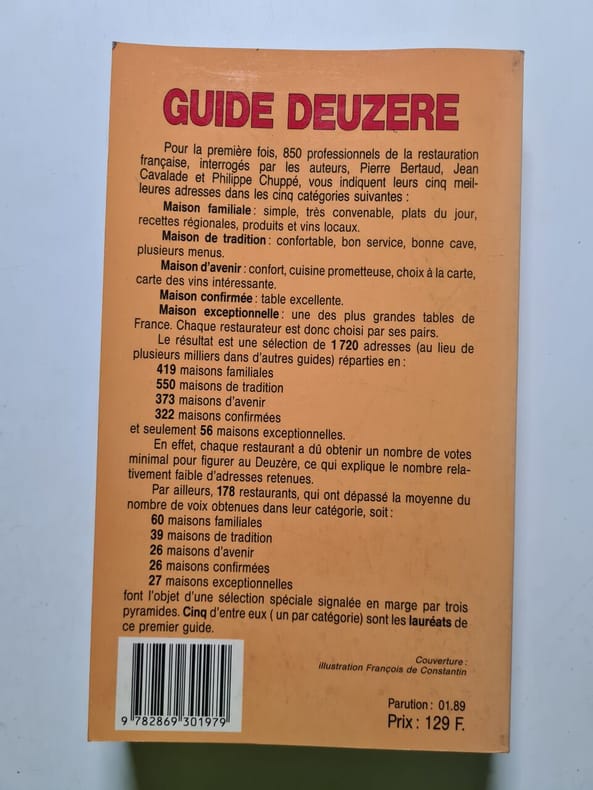 GUIDE DEUZERE
Pour la première fois, 850 professionnels de la restauration
française, interrogés par les auteurs, Pierre Bertaud, Jean
Cavalade et Philippe Chuppé, vous indiquent leurs cinq meil-
leures adresses dans les cinq catégories suivantes :
Maison familiale : simple, très convenable, plats du jour,
recettes régionales, produits et vins locaux.
Maison de tradition : confortable, bon service, bonne cave,
plusieurs menus.
Maison d'avenir : confort, cuisine prometteuse, choix à la carte,
carte des vins intéressante.
Maison confirmée : table excellente.
Maison exceptionnelle : une des plus grandes tables de
France. Chaque restaurateur est donc choisi par ses pairs.
Le résultat est une sélection de 1 720 adresses (au lieu de
plusieurs milliers dans d'autres guides) réparties en :
419 maisons familiales
550 maisons de tradition
373 maisons d'avenir
322 maisons confirmées
et seulement 56 maisons exceptionnelles.
En effet, chaque restaurant a dû obtenir un nombre de votes
minimal pour figurer au Deuzère, ce qui explique le nombre rela-
tivement faible d'adresses retenues.
Par ailleurs, 178 restaurants, qui ont dépassé la moyenne du
nombre de voix obtenues dans leur catégorie, soit :
60 maisons familiales
39 maisons de tradition
26 maisons d'avenir
26 maisons confirmées
27 maisons exceptionnelles
font l'objet d'une sélection spéciale signalée en marge par trois
pyramides. Cinq d'entre eux ( un par catégorie) sont les lauréats de
ce premier guide.
Couverture :
illustration François de Constantin
Parution : 01.89
Prix : 129 F.
9 782869 301979